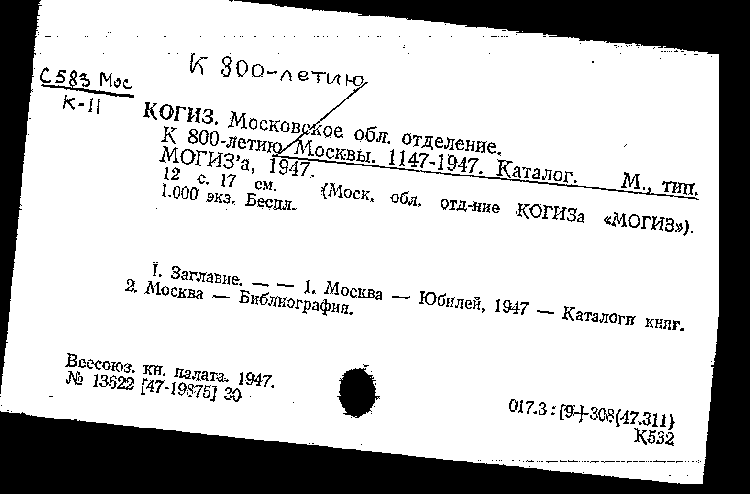 К 800-летию
С583 Мос
К-11
КОГИЗ. Московское обл. отделение.
К 800-летию Москвы. 1147-1947. Каталог. М., тип.
МОГИЗ'а, 1947.
12 с. 17 см. (Моск. обл. отд-ние КОГИЗа «МОГИЗ»).
1.000 экз. Беспл.
I. Заглавие. — — 1. Москва — Юбилей, 1947 — Каталоги книг.
2. Москва — Библиография.
Всесоюз. кн. палата. 1947.
№ 13622 [47-19875] 30
017.3 : [9+308(47.311)
К532